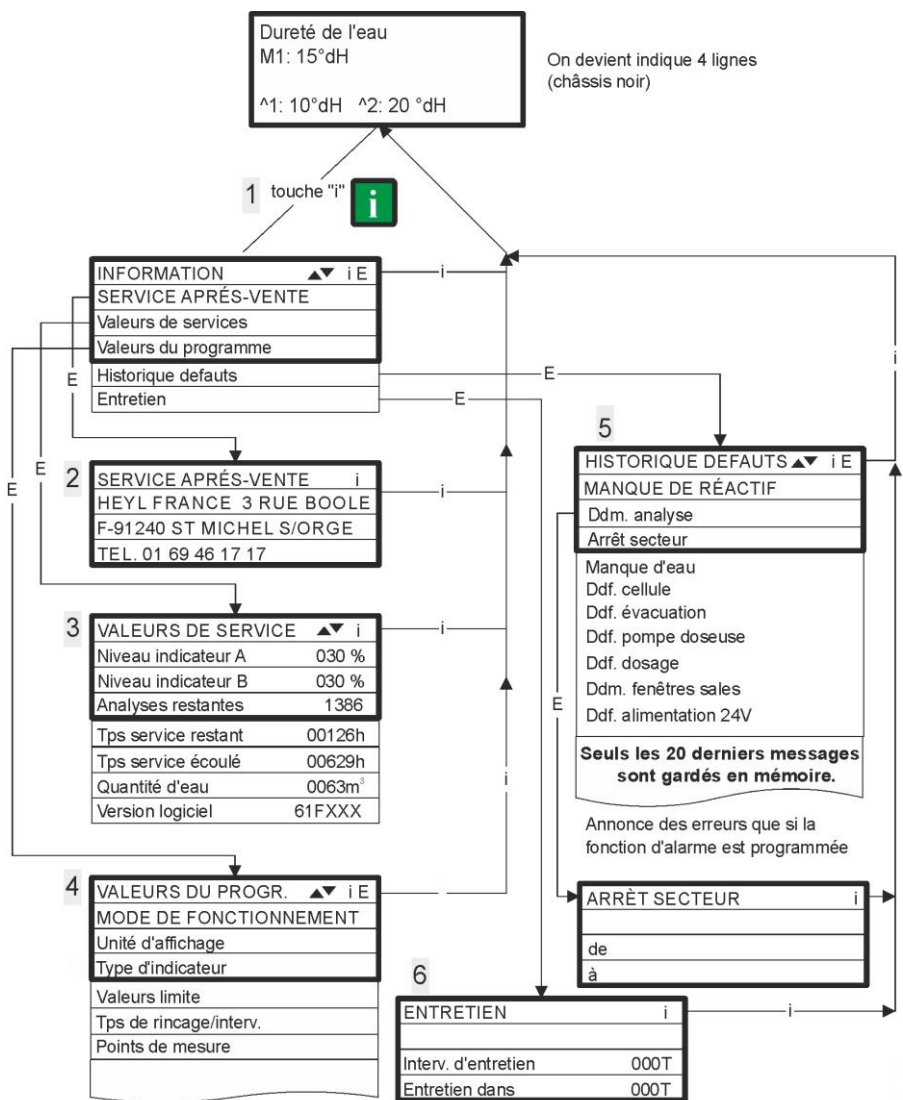 Dureté de l'eau
M1: 15°dH
^1: 10°dH ^2: 20 °dH
On devient indique 4 lignes
(châssis noir)
1 touche "i"
i
INFORMATION ▲▼ i E
SERVICE APRÉS-VENTE
Valeurs de services
Valeurs du programme
Historique defauts
Entretien
i
E
E
E
E
E
i
2
SERVICE APRÉS-VENTE i
HEYL FRANCE 3 RUE BOOLE
F-91240 ST MICHEL S/ORGE
TEL. 01 69 46 17 17
i
3
VALEURS DE SERVICE ▲▼ i
Niveau indicateur A 030 %
Niveau indicateur B 030 %
Analyses restantes 1386
Tps service restant 00126h
Tps service écoulé 00629h
Quantité d'eau 0063m³
Version logiciel 61FXXX
i
i
4
VALEURS DU PROGR. ▲▼ i E
MODE DE FONCTIONNEMENT
Unité d'affichage
Type d'indicateur
Valeurs limite
Tps de rincage/interv.
Points de mesure
5
HISTORIQUE DEFAUTS ▲▼ i E
MANQUE DE RÉACTIF
Ddm. analyse
Arrêt secteur
Manque d'eau
Ddf. cellule
Ddf. évacuation
Ddf. pompe doseuse
Ddf. dosage
Ddm. fenêtres sales
Ddf. alimentation 24V
Seuls les 20 derniers messages
sont gardés en mémoire.
E
Annonce des erreurs que si la
fonction d'alarme est programmée
ARRÈT SECTEUR i
de
à
6
ENTRETIEN i
Interv. d'entretien 000T
Entretien dans 000T
i